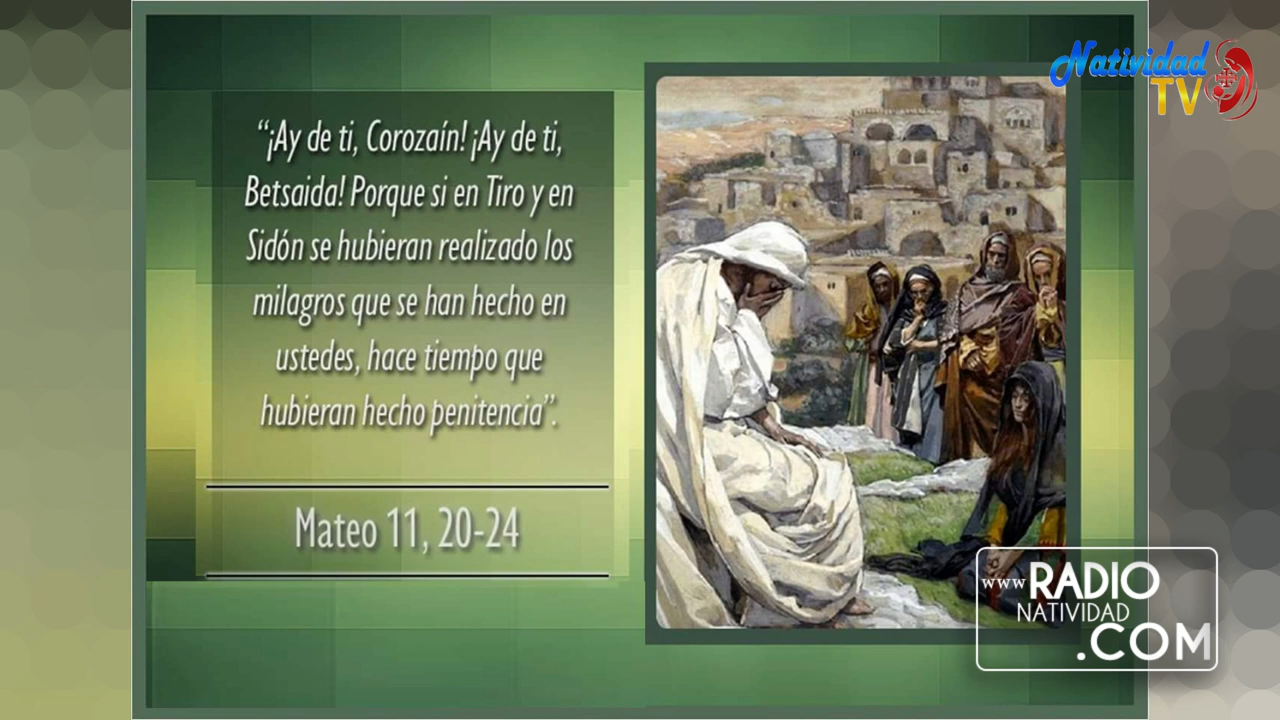 Natividad
TV
“¡Ay de ti, Corozaín! ¡Ay de ti,
Betsaida! Porque si en Tiro y en
Sidón se hubieran realizado los
milagros que se han hecho en
ustedes, hace tiempo que
hubieran hecho penitencia”.
Mateo 11, 20-24
www RADIO
NATIVIDAD
.COM